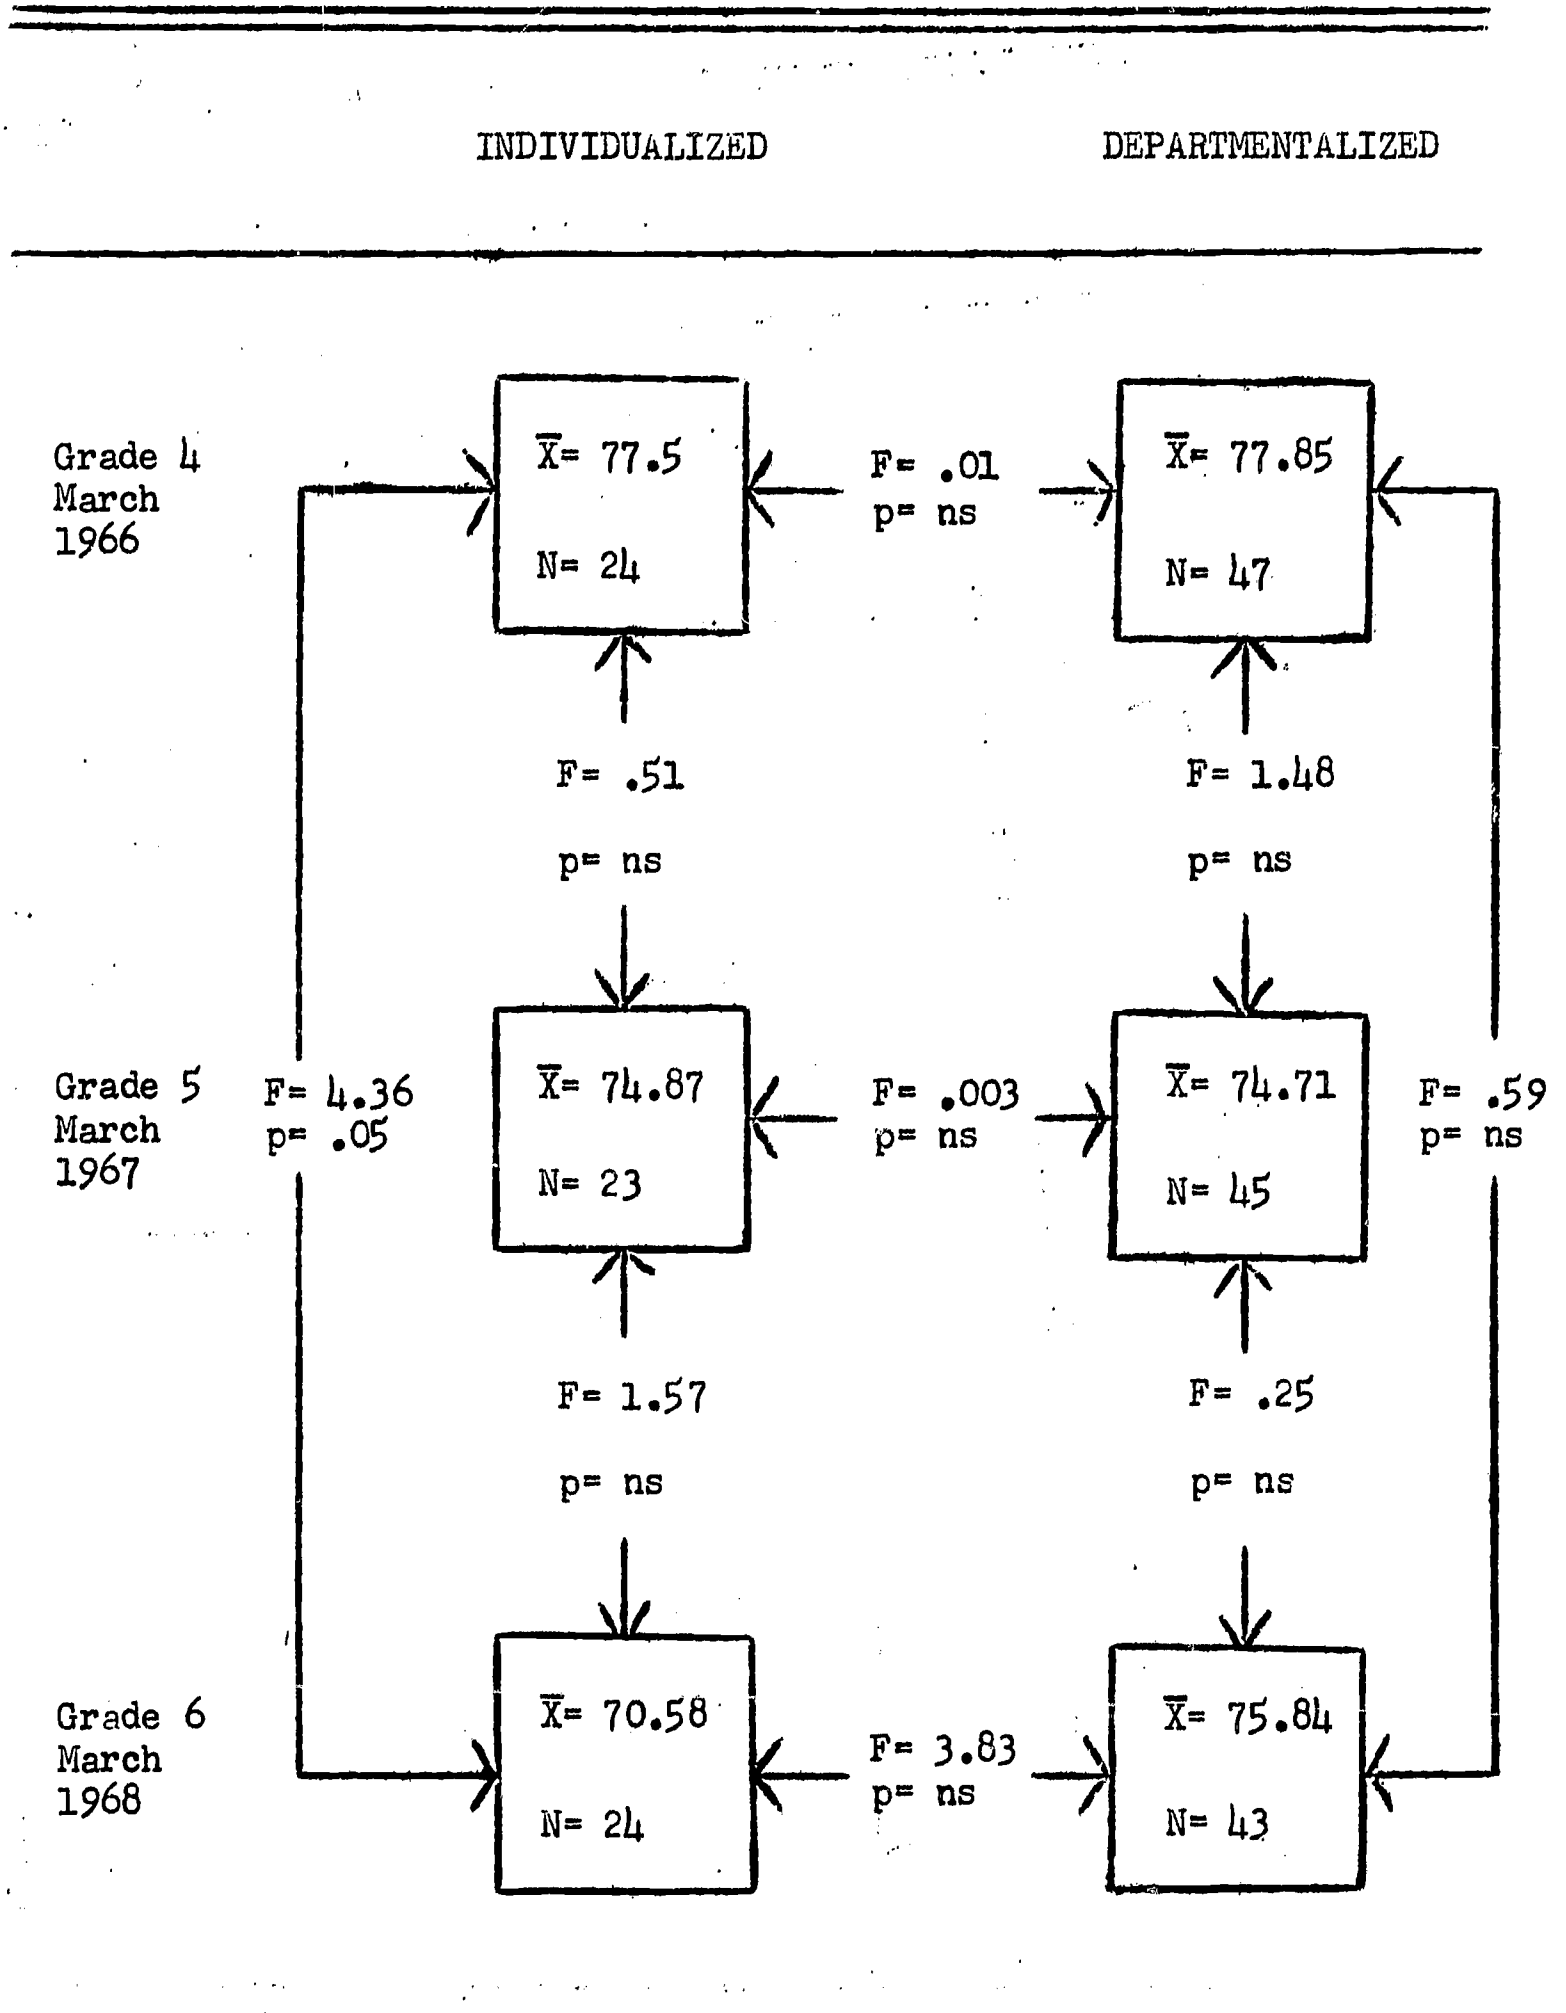 INDIVIDUALIZED DEPARTMENTALIZED
Grade 4
March
1966
X̅= 77.5
N= 24
F= .01
p= ns
X̅= 77.85
N= 47
F= .51
p= ns
F= 1.48
p= ns
Grade 5
March
1967
F= 4.36
p= .05
X̅= 74.87
N= 23
F= .003
p= ns
X̅= 74.71
N= 45
F= .59
p= ns
F= 1.57
p= ns
F= .25
p= ns
Grade 6
March
1968
X̅= 70.58
N= 24
F= 3.83
p= ns
X̅= 75.84
N= 43